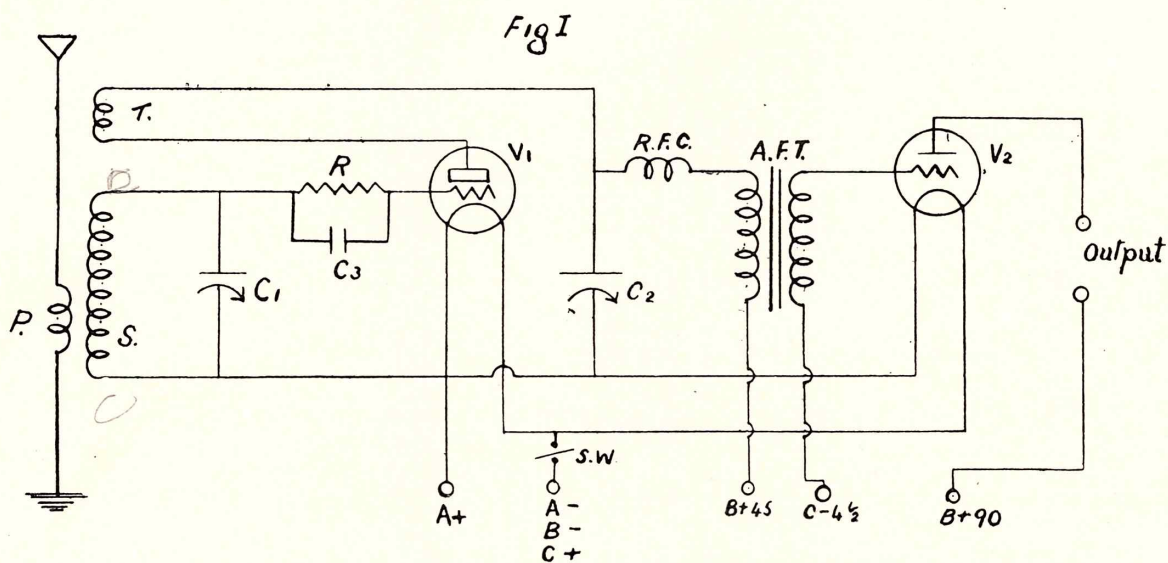 Fig I
T.
R
V1
R.F.C.
A.F.T.
V2
C3
C1
C2
Output
P.
S.
S.W.
A+
A -
B -
C +
B+45
C-4½
B+90